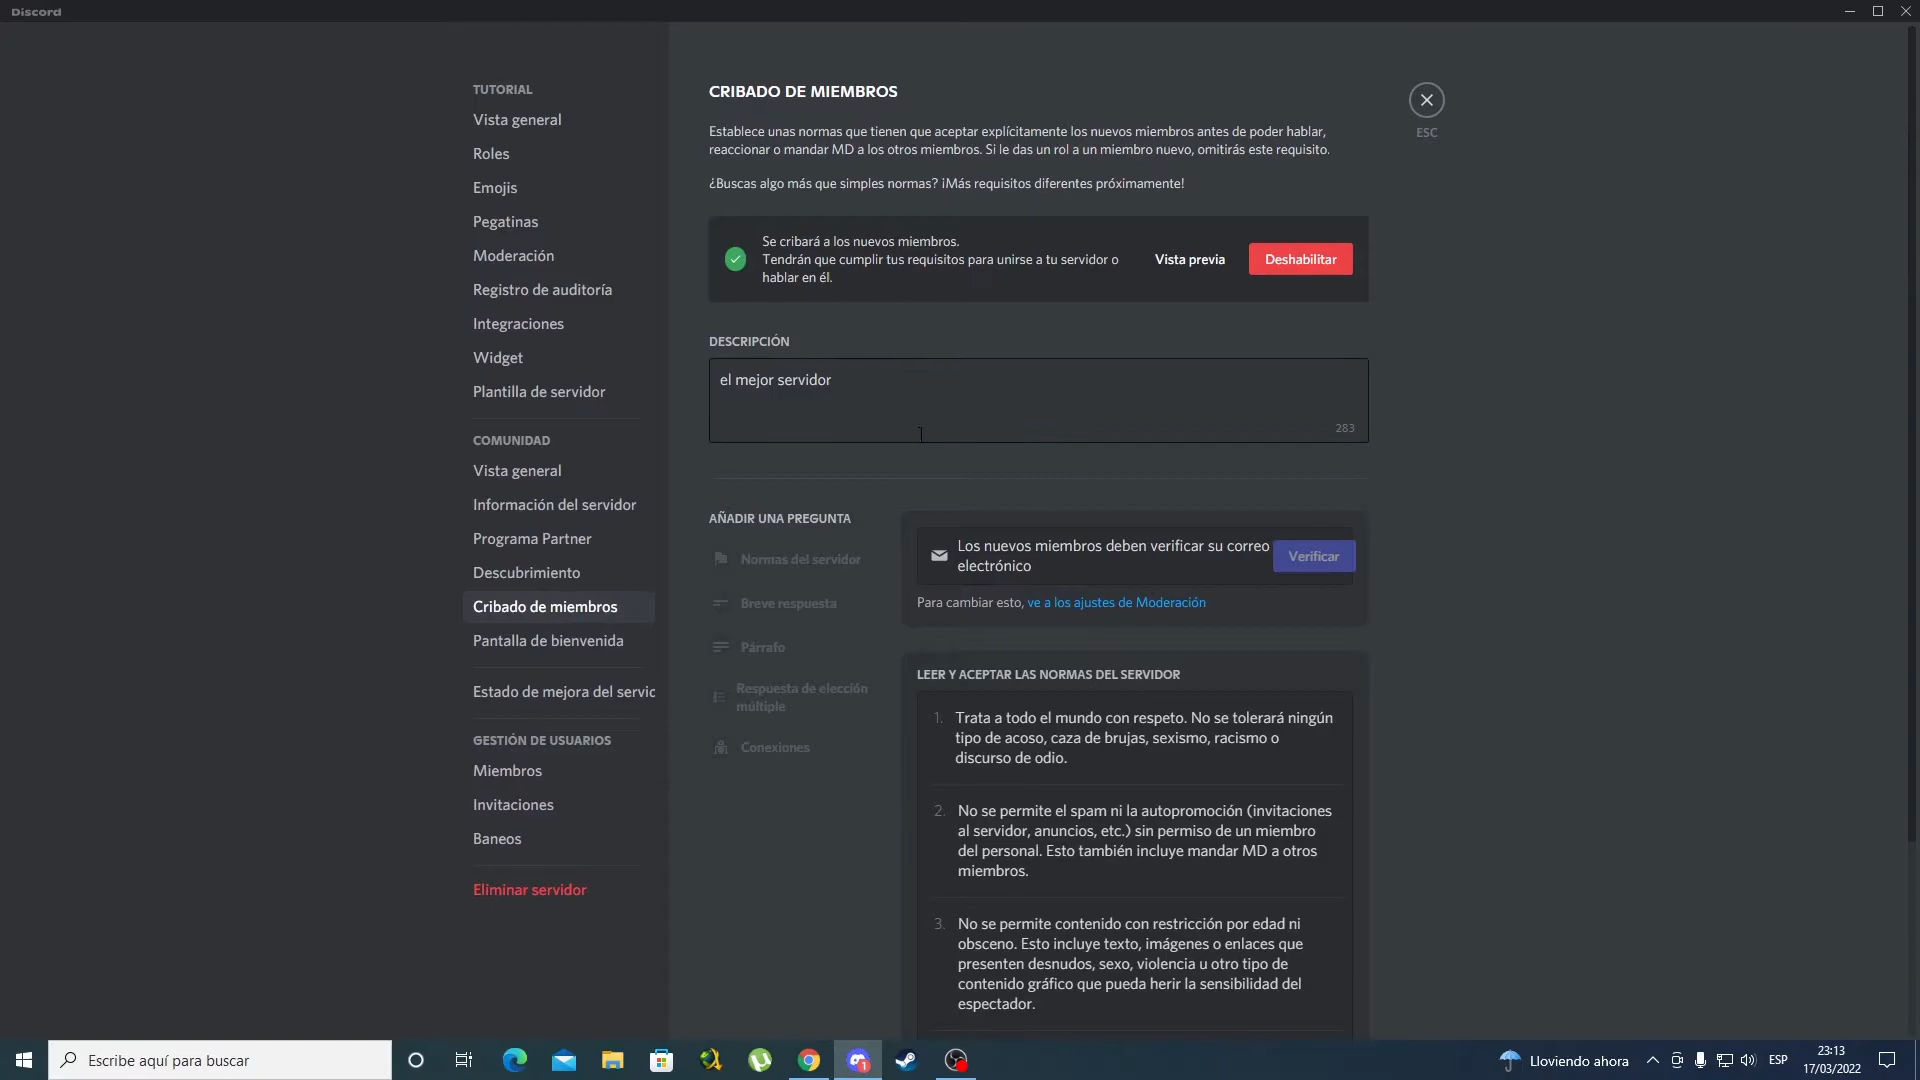 Discord
TUTORIAL
Vista general
Roles
Emojis
Pegatinas
Moderación
Registro de auditoría
Integraciones
Widget
Plantilla de servidor
COMUNIDAD
Vista general
Información del servidor
Programa Partner
Descubrimiento
Cribado de miembros
Pantalla de bienvenida
Estado de mejora del servic
GESTIÓN DE USUARIOS
Miembros
Invitaciones
Baneos
Eliminar servidor
CRIBADO DE MIEMBROS
Establece unas normas que tienen que aceptar explícitamente los nuevos miembros antes de poder hablar,
reaccionar o mandar MD a los otros miembros. Si le das un rol a un miembro nuevo, omitirás este requisito.
¿Buscas algo más que simples normas? ¡Más requisitos diferentes próximamente!
Se cribará a los nuevos miembros.
Tendrán que cumplir tus requisitos para unirse a tu servidor o
hablar en él.
Vista previa
Deshabilitar
ESC
DESCRIPCIÓN
el mejor servidor
283
AÑADIR UNA PREGUNTA
Normas del servidor
Breve respuesta
Párrafo
Respuesta de elección
múltiple
Conexiones
Los nuevos miembros deben verificar su correo
electrónico
Verificar
Para cambiar esto, ve a los ajustes de Moderación
LEER Y ACEPTAR LAS NORMAS DEL SERVIDOR
1. Trata a todo el mundo con respeto. No se tolerará ningún
tipo de acoso, caza de brujas, sexismo, racismo o
discurso de odio.
2. No se permite el spam ni la autopromoción (invitaciones
al servidor, anuncios, etc.) sin permiso de un miembro
del personal. Esto también incluye mandar MD a otros
miembros.
3. No se permite contenido con restricción por edad ni
obsceno. Esto incluye texto, imágenes o enlaces que
presenten desnudos, sexo, violencia u otro tipo de
contenido gráfico que pueda herir la sensibilidad del
espectador.
Escribe aquí para buscar
1
Lloviendo ahora
ESP
23:13
17/03/2022